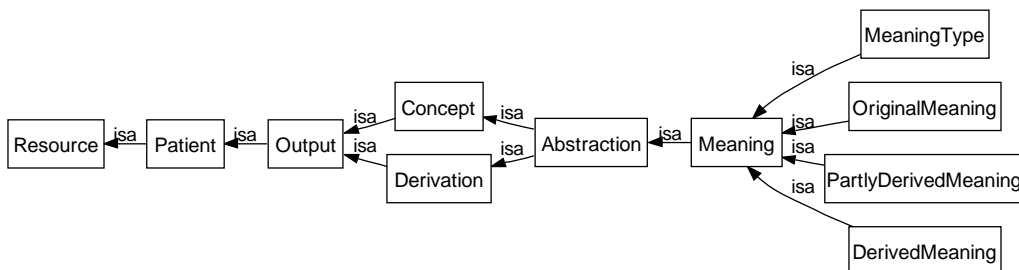 MeaningType
isa
Concept
isa
OriginalMeaning
isa
isa
isa
isa
isa
Resource
Patient
Output
Abstraction
Meaning
isa
isa
isa
PartlyDerivedMeaning
Derivation
isa
isa
DerivedMeaning